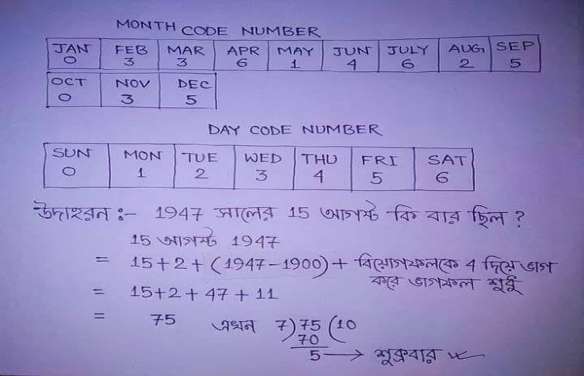 MONTH CODE NUMBER
JAN FEB MAR APR MAY JUN JULY AUG SEP
0 3 3 6 1 4 6 2 5
OCT NOV DEC
0 3 5
DAY CODE NUMBER
SUN MON TUE WED THU FRI SAT
0 1 2 3 4 5 6
উদাহরন :- 1947 সালের 15 আগস্ট কি বার ছিল ?
15 আগস্ট 1947
= 15+2+(1947-1900)+ বিয়োগফলকে 4 দিয়ে ভাগ
করে ভাগফল শুধু
= 15+2+47+11
= 75 এখন 7)75(10
70
5 → শুক্রবার